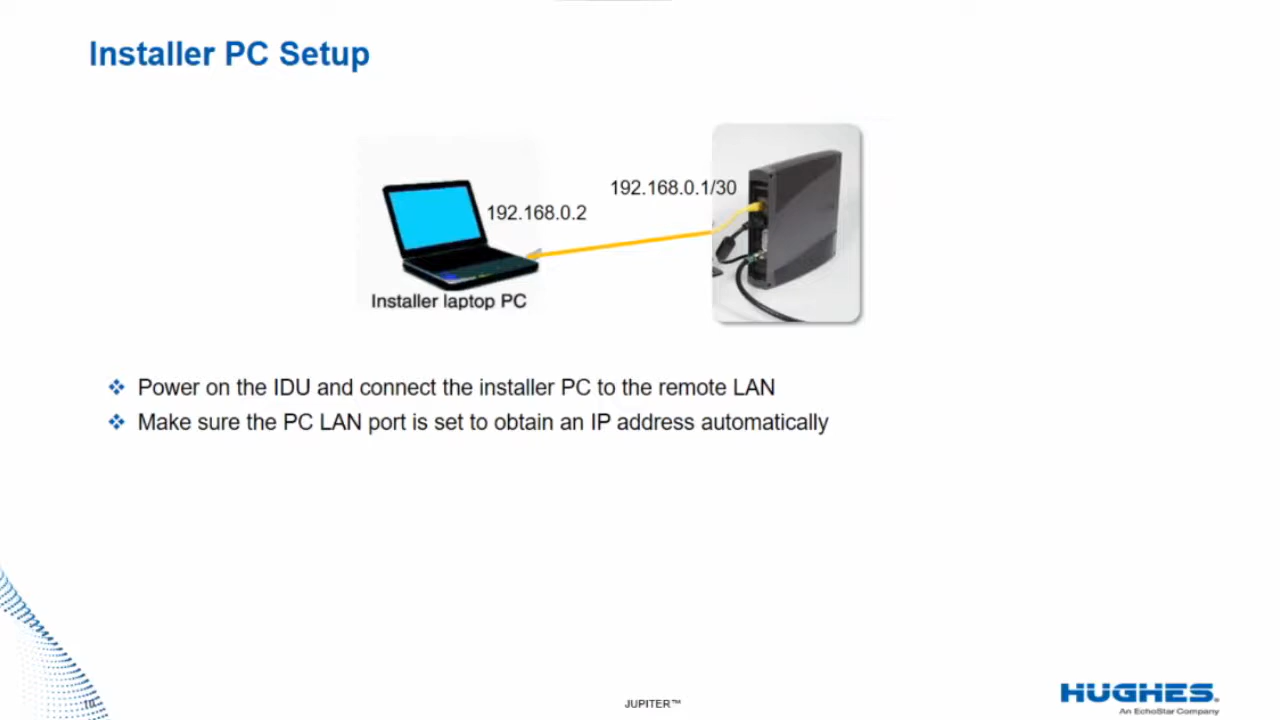 Installer PC Setup
192.168.0.1/30
192.168.0.2
Installer laptop PC
Power on the IDU and connect the installer PC to the remote LAN
Make sure the PC LAN port is set to obtain an IP address automatically
JUPITER™
HUGHES.
An EchoStar Company